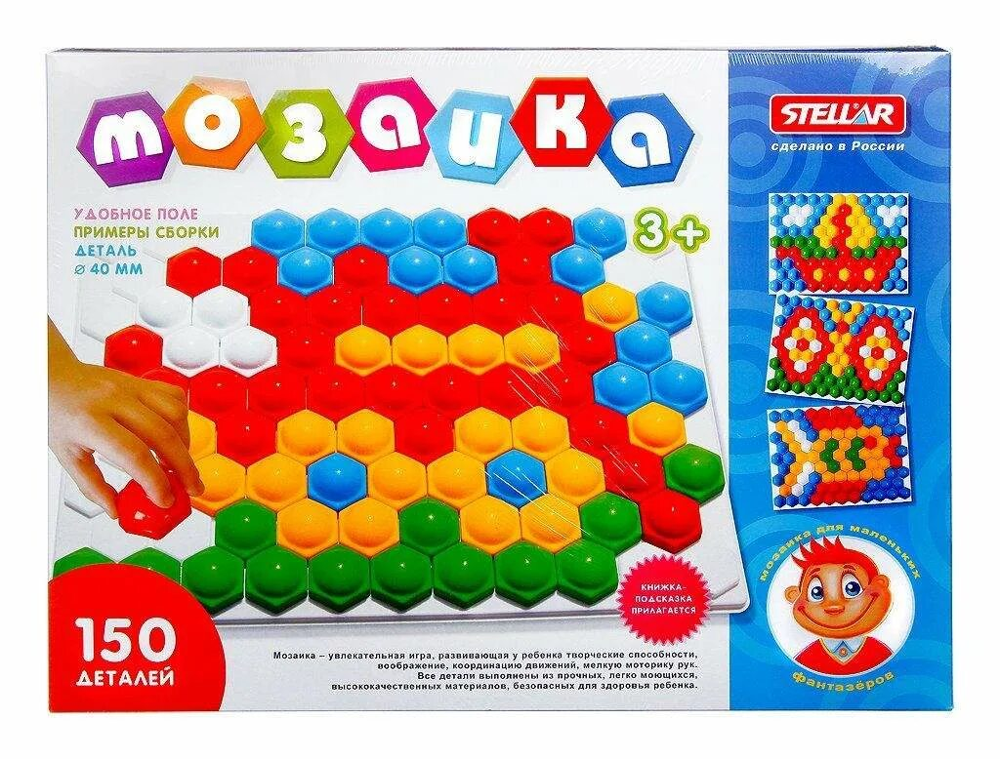 мозаика
STELLAR
сделано в России
УДОБНОЕ ПОЛЕ
ПРИМЕРЫ СБОРКИ
ДЕТАЛЬ
⌀ 40 ММ
3+
мозаика для маленьких
фантазёров
КНИЖКА-
ПОДСКАЗКА
ПРИЛАГАЕТСЯ
150
ДЕТАЛЕЙ
Мозаика – увлекательная игра, развивающая у ребенка творческие способности,
воображение, координацию движений, мелкую моторику рук.
Все детали выполнены из прочных, легко моющихся,
высококачественных материалов, безопасных для здоровья ребенка.